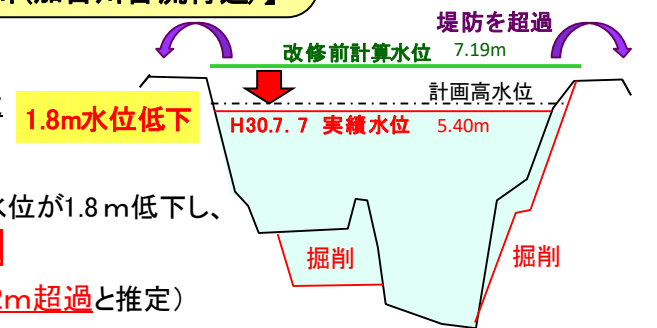 堤防を超過
改修前計算水位 7.19m
計画高水位
1.8m水位低下
H30.7.7 実績水位 5.40m
水位が1.8m低下し、
掘削
掘削
2m超過と推定）